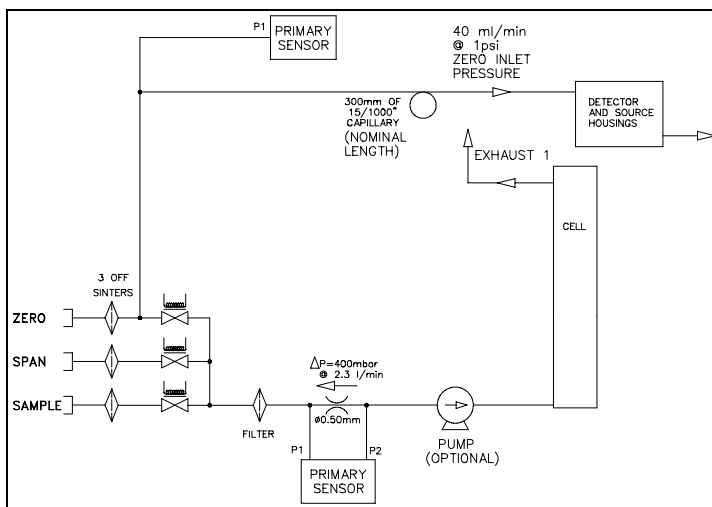 P1
PRIMARY
SENSOR
40 ml/min
@ 1psi
ZERO INLET
PRESSURE
300mm OF
15/1000"
CAPILLARY
(NOMINAL
LENGTH)
DETECTOR
AND SOURCE
HOUSINGS
EXHAUST 1
CELL
3 OFF
SINTERS
ZERO
SPAN
SAMPLE
FILTER
△P=400mbar
@ 2.3 l/min
ø0.50mm
P1
P2
PRIMARY
SENSOR
PUMP
(OPTIONAL)